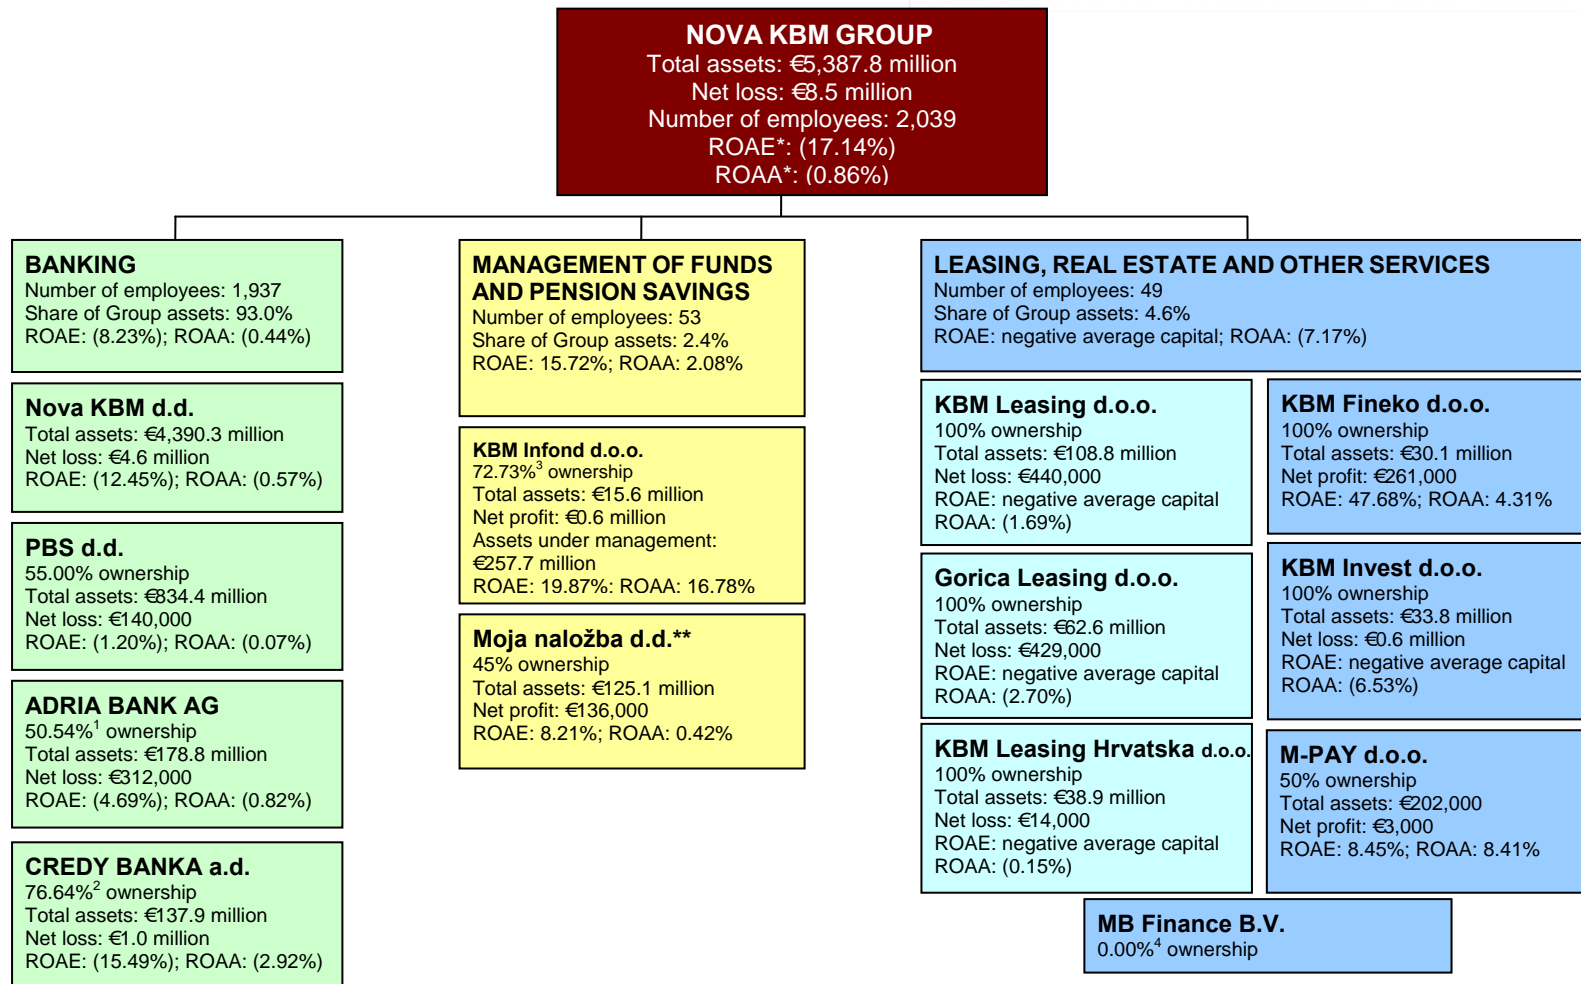 NOVA KBM GROUP
Total assets: €5,387.8 million
Net loss: €8.5 million
Number of employees: 2,039
ROAE*: (17.14%)
ROAA*: (0.86%)
BANKING
Number of employees: 1,937
Share of Group assets: 93.0%
ROAE: (8.23%); ROAA: (0.44%)
Nova KBM d.d.
Total assets: €4,390.3 million
Net loss: €4.6 million
ROAE: (12.45%); ROAA: (0.57%)
PBS d.d.
55.00% ownership
Total assets: €834.4 million
Net loss: €140,000
ROAE: (1.20%); ROAA: (0.07%)
ADRIA BANK AG
50.54%1 ownership
Total assets: €178.8 million
Net loss: €312,000
ROAE: (4.69%); ROAA: (0.82%)
CREDY BANKA a.d.
76.64%2 ownership
Total assets: €137.9 million
Net loss: €1.0 million
ROAE: (15.49%); ROAA: (2.92%)
MANAGEMENT OF FUNDS
AND PENSION SAVINGS
Number of employees: 53
Share of Group assets: 2.4%
ROAE: 15.72%; ROAA: 2.08%
KBM Infond d.o.o.
72.73%3 ownership
Total assets: €15.6 million
Net profit: €0.6 million
Assets under management:
€257.7 million
ROAE: 19.87%: ROAA: 16.78%
Moja naložba d.d.**
45% ownership
Total assets: €125.1 million
Net profit: €136,000
ROAE: 8.21%; ROAA: 0.42%
LEASING, REAL ESTATE AND OTHER SERVICES
Number of employees: 49
Share of Group assets: 4.6%
ROAE: negative average capital; ROAA: (7.17%)
KBM Leasing d.o.o.
100% ownership
Total assets: €108.8 million
Net loss: €440,000
ROAE: negative average capital
ROAA: (1.69%)
Gorica Leasing d.o.o.
100% ownership
Total assets: €62.6 million
Net loss: €429,000
ROAE: negative average capital
ROAA: (2.70%)
KBM Leasing Hrvatska d.o.o.
100% ownership
Total assets: €38.9 million
Net loss: €14,000
ROAE: negative average capital
ROAA: (0.15%)
KBM Fineko d.o.o.
100% ownership
Total assets: €30.1 million
Net profit: €261,000
ROAE: 47.68%; ROAA: 4.31%
KBM Invest d.o.o.
100% ownership
Total assets: €33.8 million
Net loss: €0.6 million
ROAE: negative average capital
ROAA: (6.53%)
M-PAY d.o.o.
50% ownership
Total assets: €202,000
Net profit: €3,000
ROAE: 8.45%; ROAA: 8.41%
MB Finance B.V.
0.00%4 ownership